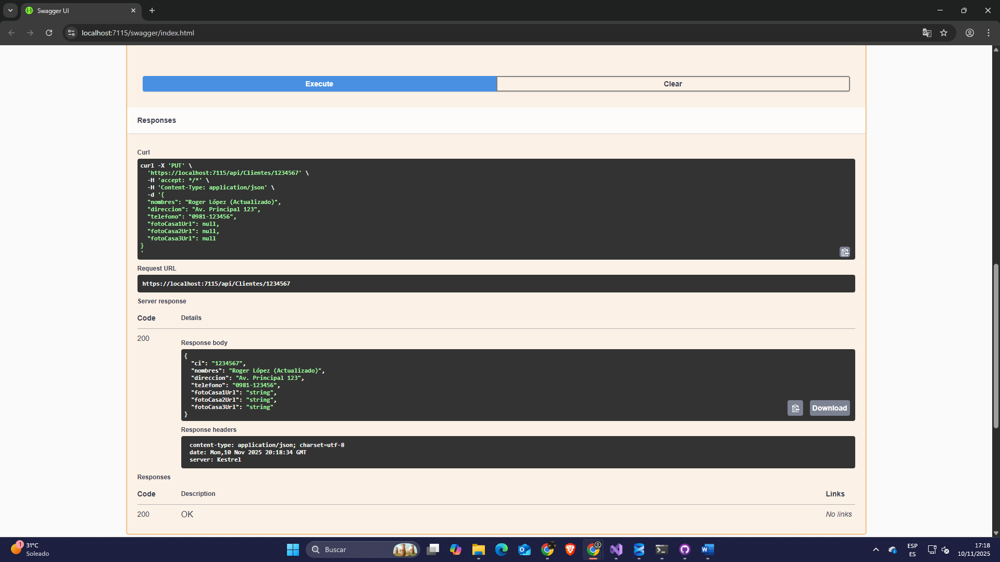 Swagger UI
localhost:7115/swagger/index.html
Execute
Clear
Responses
Curl
curl -X 'PUT' \
'https://localhost:7115/api/Clientes/1234567' \
-H 'accept: */*' \
-H 'Content-Type: application/json' \
-d '{
"nombres": "Roger López (Actualizado)",
"direccion": "Av. Principal 123",
"telefono": "0981-123456",
"fotoCasa1Url": null,
"fotoCasa2Url": null,
"fotoCasa3Url": null
}
'
Request URL
https://localhost:7115/api/Clientes/1234567
Server response
Code Details
200
Response body
{
"ci": "1234567",
"nombres": "Roger López (Actualizado)",
"direccion": "Av. Principal 123",
"telefono": "0981-123456",
"fotoCasa1Url": "string",
"fotoCasa2Url": "string",
"fotoCasa3Url": "string"
}
Download
Response headers
content-type: application/json; charset=utf-8
date: Mon,10 Nov 2025 20:18:34 GMT
server: Kestrel
Responses
Code Description Links
200 OK No links
1
31°C
Soleado
Buscar
ESP
ES
17:18
10/11/2025